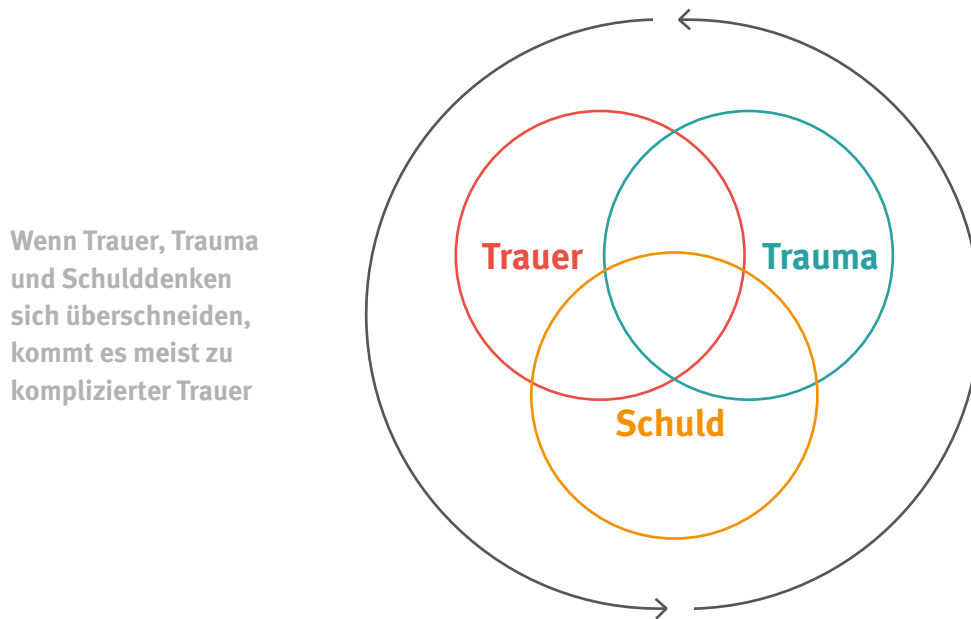 Wenn Trauer, Trauma
und Schulddenken
sich überschneiden,
kommt es meist zu
komplizierter Trauer
Trauer
Trauma
Schuld